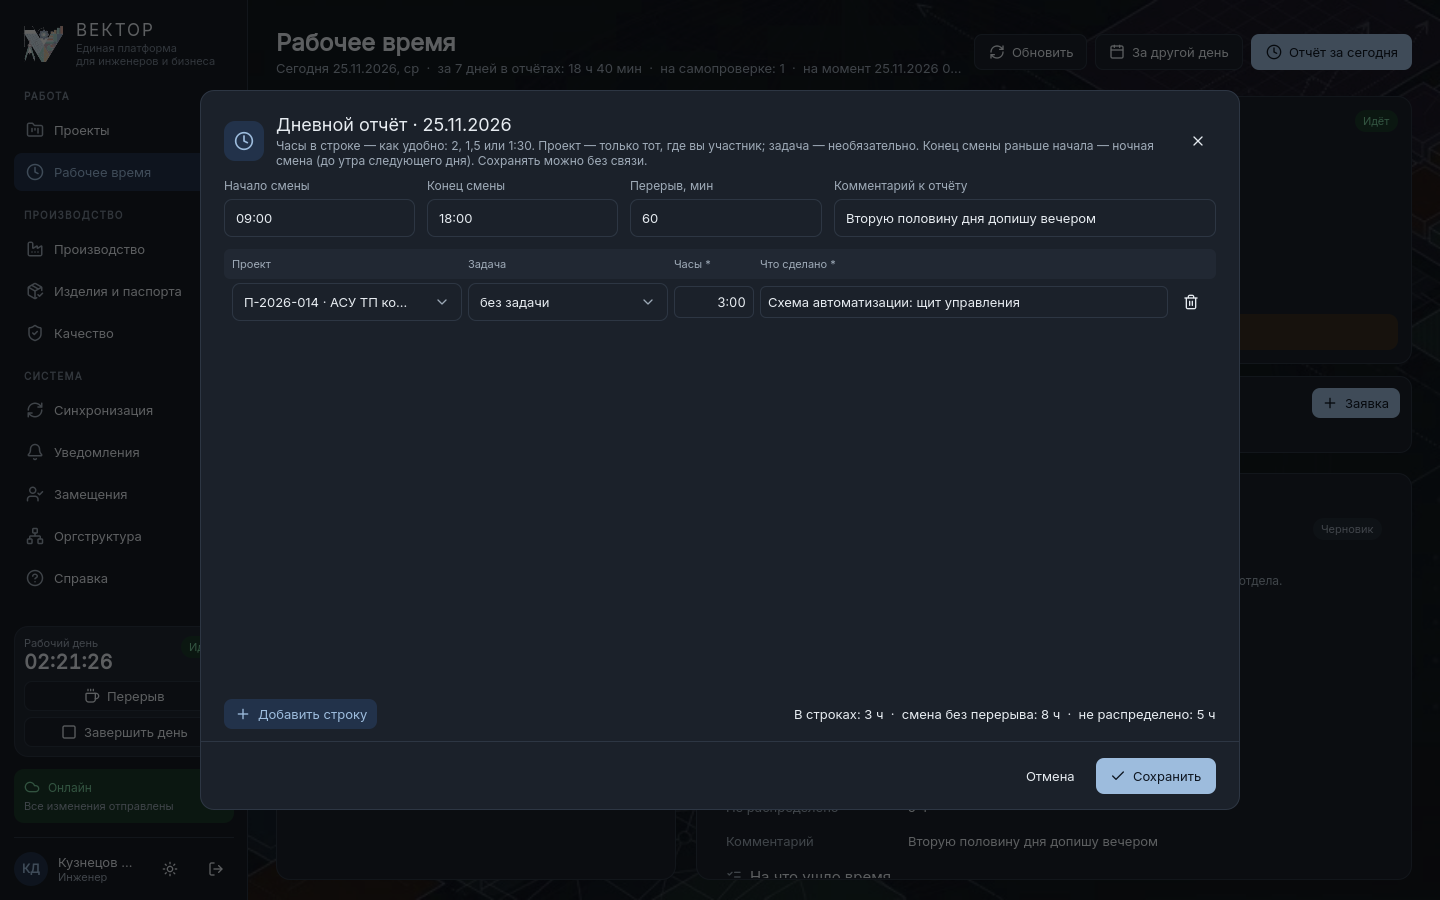 ВЕКТОР
Единая платформа
для инженеров и бизнеса
РАБОТА
Проекты
Рабочее время
ПРОИЗВОДСТВО
Производство
Изделия и паспорта
Качество
СИСТЕМА
Синхронизация
Уведомления
Замещения
Оргструктура
Справка
Рабочий день
02:21:26
Перерыв
Завершить день
Онлайн
Все изменения отправлены
КД
Кузнецов ...
Инженер
Рабочее время
Сегодня 25.11.2026, ср · за 7 дней в отчётах: 18 ч 40 мин · на самопроверке: 1 · на момент 25.11.2026 0...
Обновить
За другой день
Отчёт за сегодня
Идёт
Заявка
Черновик
отдела.
Дневной отчёт · 25.11.2026
Часы в строке — как удобно: 2, 1,5 или 1:30. Проект — только тот, где вы участник; задача — необязательно. Конец смены раньше начала — ночная
смена (до утра следующего дня). Сохранять можно без связи.
Начало смены
Конец смены
Перерыв, мин
Комментарий к отчёту
09:00
18:00
60
Вторую половину дня допишу вечером
Проект
Задача
Часы *
Что сделано *
П-2026-014 · АСУ ТП ко...
без задачи
3:00
Схема автоматизации: щит управления
Добавить строку
В строках: 3 ч · смена без перерыва: 8 ч · не распределено: 5 ч
Отмена
Сохранить
Комментарий
Вторую половину дня допишу вечером
На что ушло время